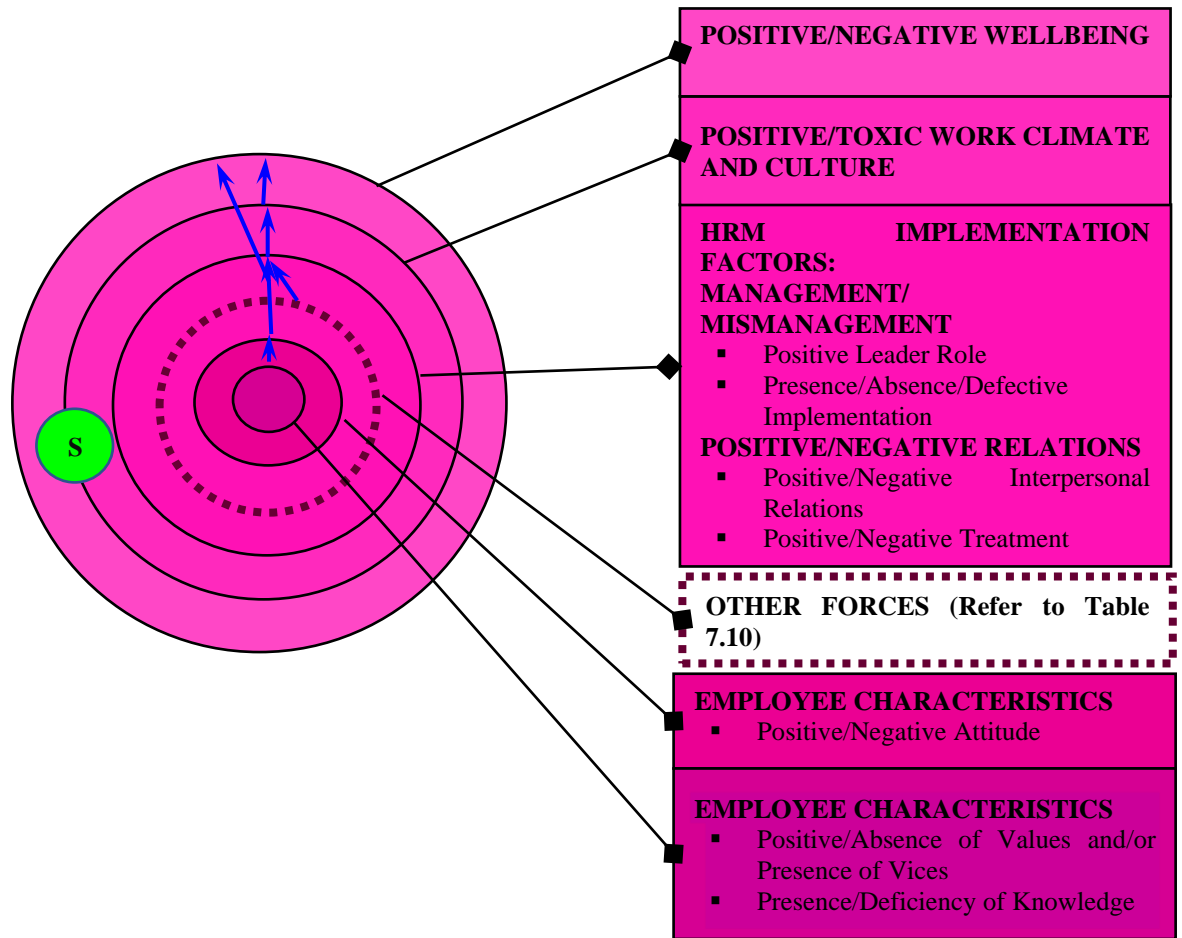 POSITIVE/NEGATIVE WELLBEING
POSITIVE/TOXIC WORK CLIMATE
AND CULTURE
HRM IMPLEMENTATION
FACTORS:
MANAGEMENT/
MISMANAGEMENT
▪ Positive Leader Role
▪ Presence/Absence/Defective
Implementation
POSITIVE/NEGATIVE RELATIONS
▪ Positive/Negative Interpersonal
Relations
▪ Positive/Negative Treatment
S
OTHER FORCES (Refer to Table
7.10)
EMPLOYEE CHARACTERISTICS
▪ Positive/Negative Attitude
EMPLOYEE CHARACTERISTICS
▪ Positive/Absence of Values and/or
Presence of Vices
▪ Presence/Deficiency of Knowledge